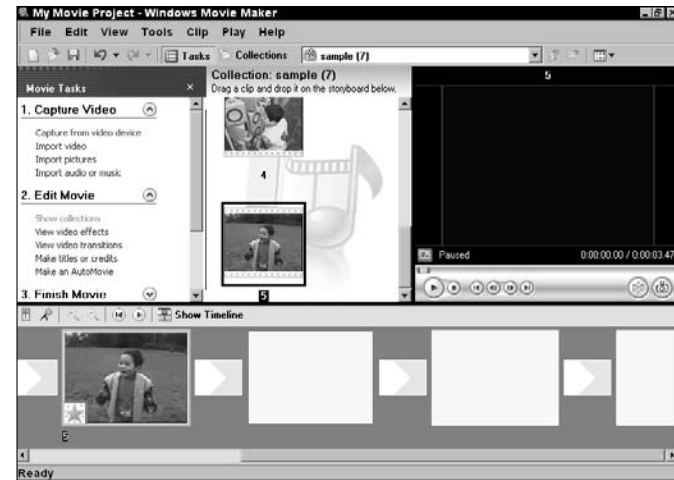 My Movie Project - Windows Movie Maker
File Edit View Tools Clip Play Help
Tasks Collections sample (7)
Movie Tasks
Collection: sample (7)
Drag a clip and drop it on the storyboard below.
5
1. Capture Video
Capture from video device
Import video
Import pictures
Import audio or music
4
2. Edit Movie
Show collections
View video effects
View video transitions
Make titles or credits
Make an AutoMovie
3. Finish Movie
5
Paused 0:00:00.00 / 0:00:03.47
Show Timeline
5
Ready